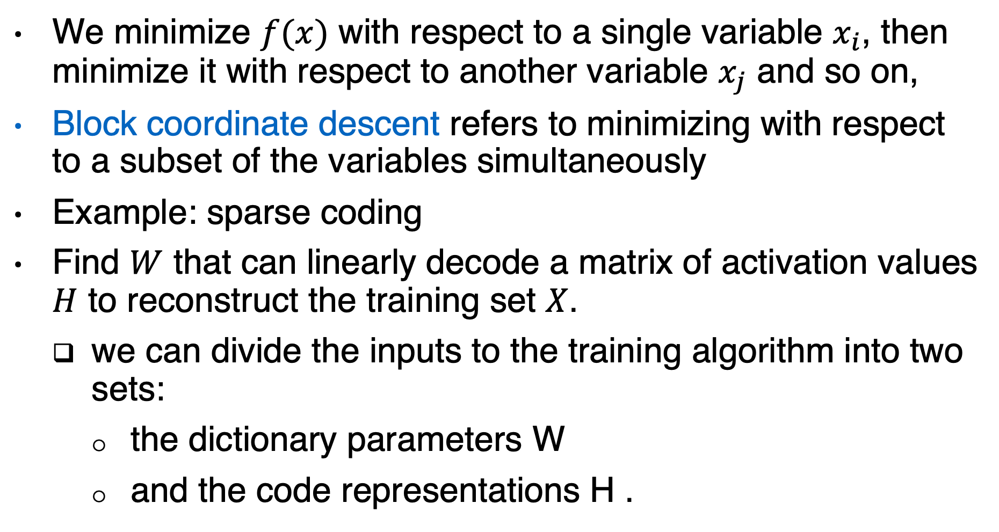 • We minimize f(x) with respect to a single variable xᵢ, then
minimize it with respect to another variable xⱼ and so on,
• Block coordinate descent refers to minimizing with respect
to a subset of the variables simultaneously
• Example: sparse coding
• Find W that can linearly decode a matrix of activation values
H to reconstruct the training set X.
❑ we can divide the inputs to the training algorithm into two
sets:
○ the dictionary parameters W
○ and the code representations H .